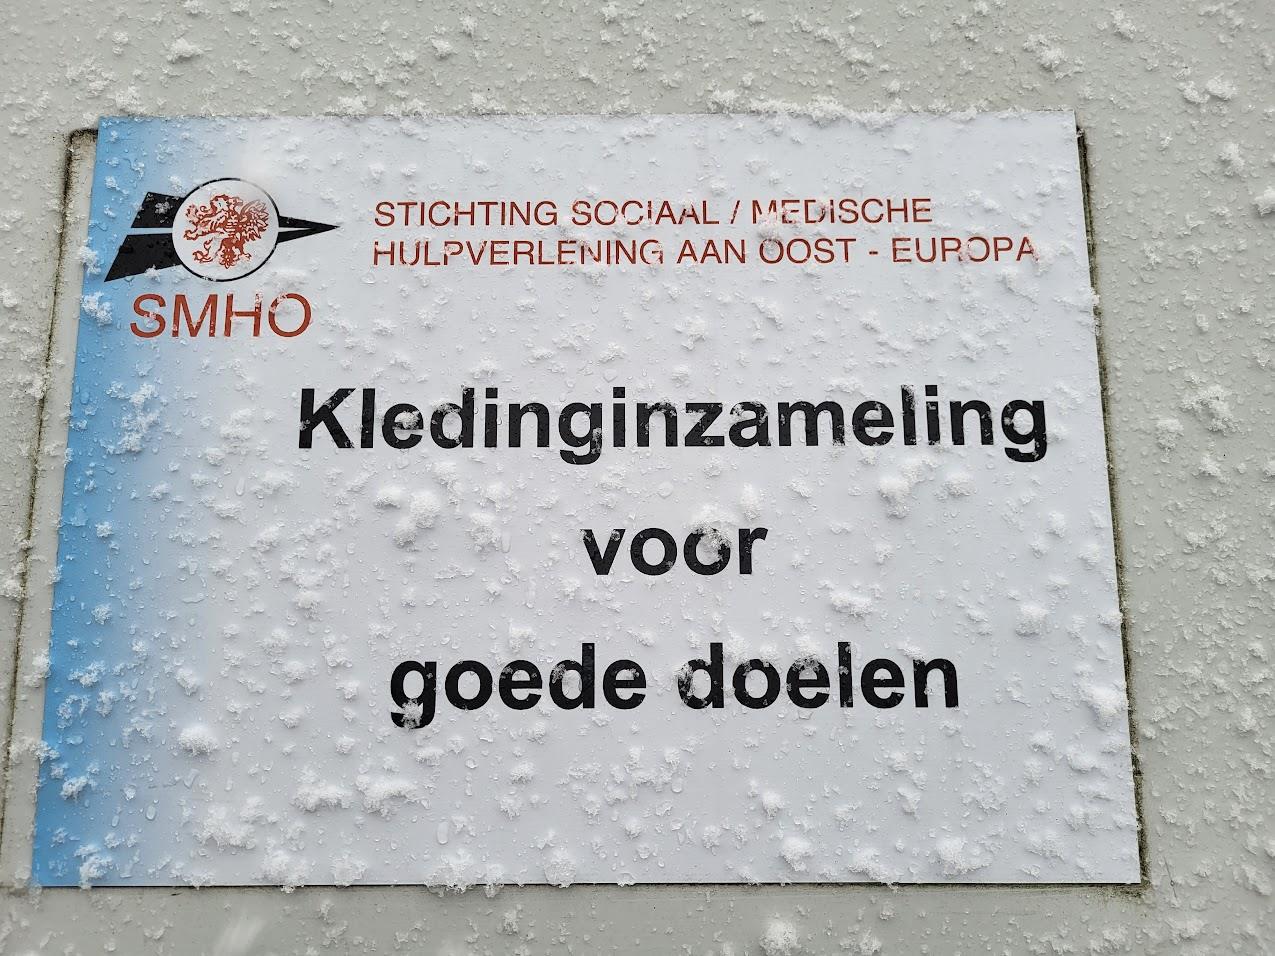 STICHTING SOCIAAL / MEDISCHE
HULPVERLENING AAN OOST - EUROPA
SMHO
Kledinginzameling
voor
goede doelen